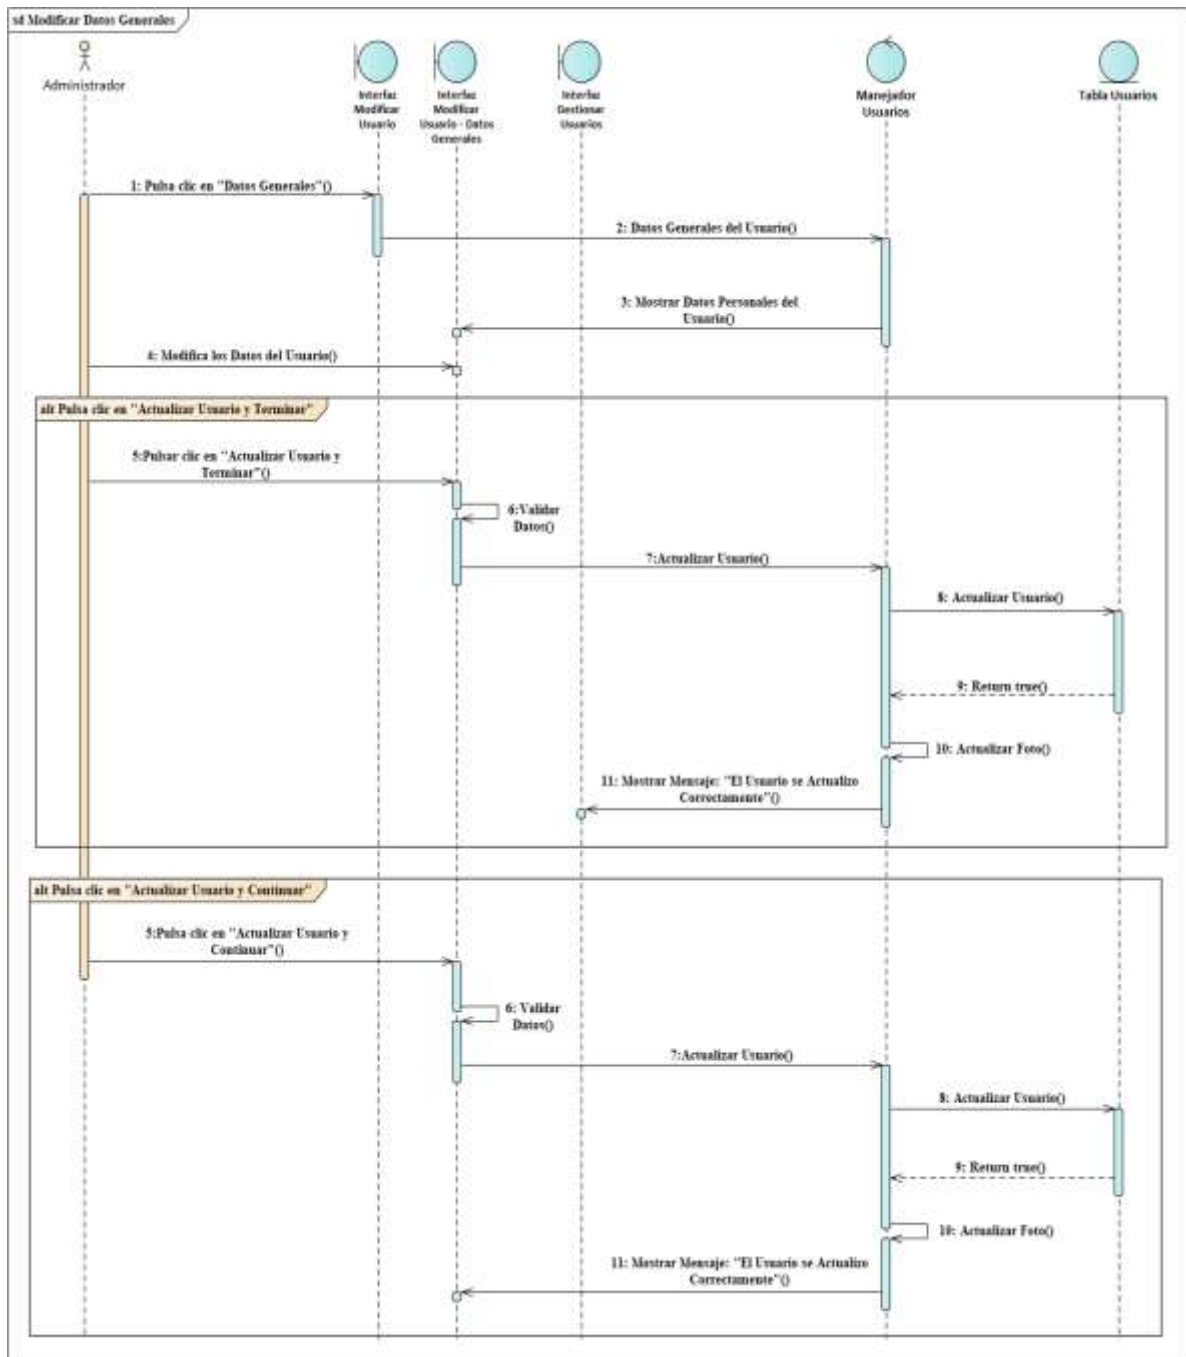 sd Modificar Datos Generales
Administrador
Interfaz
Modificar
Usuario
Interfaz
Modificar
Usuario - Datos
Generales
Interfaz
Gestionar
Usuarios
Manejador
Usuarios
Tabla Usuarios
1: Pulsa clic en "Datos Generales"()
2: Datos Generales del Usuario()
3: Mostrar Datos Personales del
Usuario()
4: Modifica los Datos del Usuario()
alt Pulsa clic en "Actualizar Usuario y Terminar"
5:Pulsar clic en "Actualizar Usuario y
Terminar"()
6:Validar
Datos()
7:Actualizar Usuario()
8: Actualizar Usuario()
9: Return true()
10: Actualizar Foto()
11: Mostrar Mensaje: "El Usuario se Actualizo
Correctamente"()
alt Pulsa clic en "Actualizar Usuario y Continuar"
5:Pulsa clic en "Actualizar Usuario y
Continuar"()
6: Validar
Datos()
7:Actualizar Usuario()
8: Actualizar Usuario()
9: Return true()
10: Actualizar Foto()
11: Mostrar Mensaje: "El Usuario se Actualizo
Correctamente"()